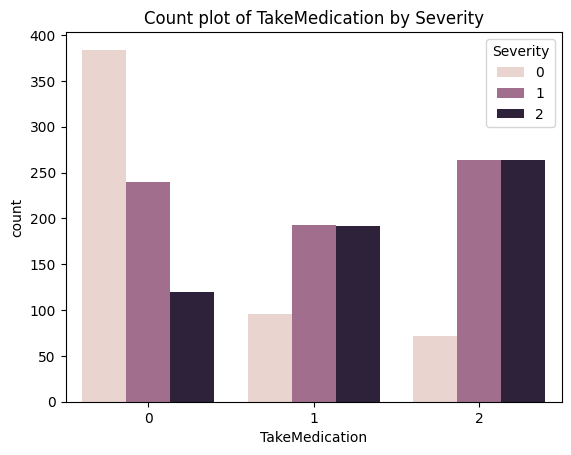 Count plot of TakeMedication by Severity
400
350
300
250
200
150
100
50
0
count
Severity
0
1
2
0 1 2
TakeMedication